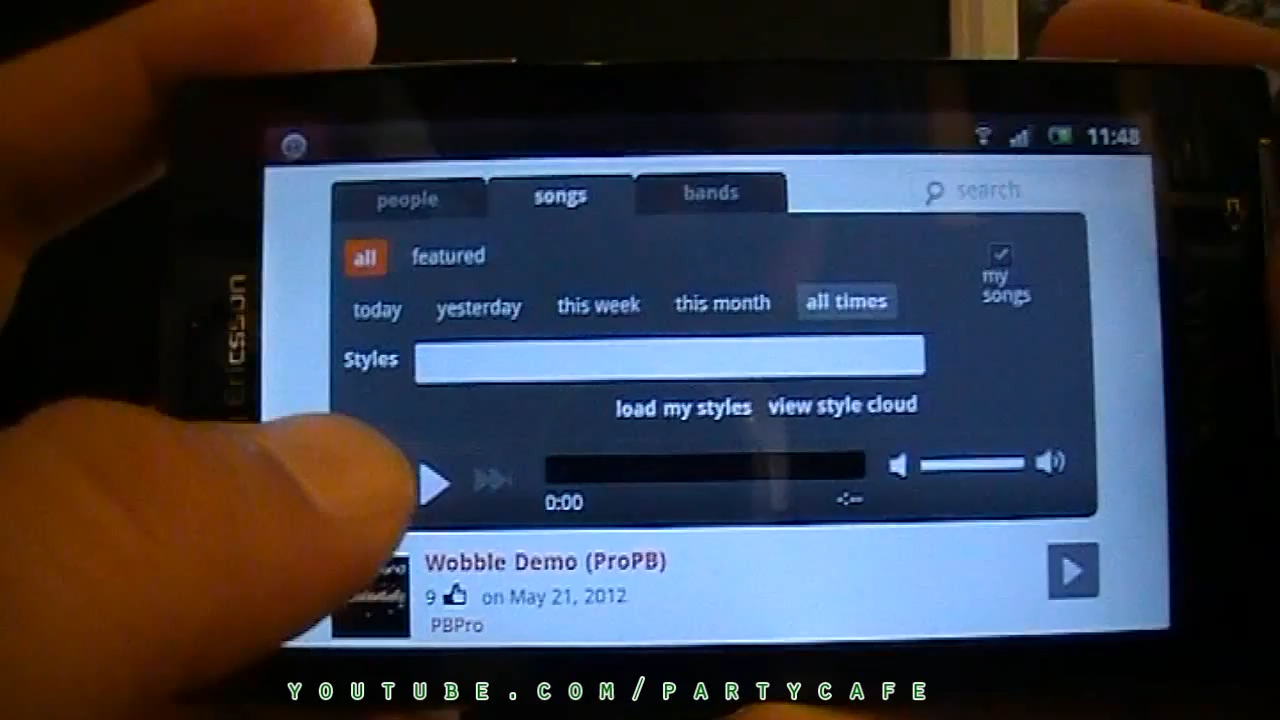 11:48
people songs bands search
all featured
my songs
today yesterday this week this month all times
Styles
load my styles view style cloud
0:00 -:--
Wobble Demo (ProPB)
9 on May 21, 2012
PBPro
Ericsson
YOUTUBE.COM/PARTYCAFE